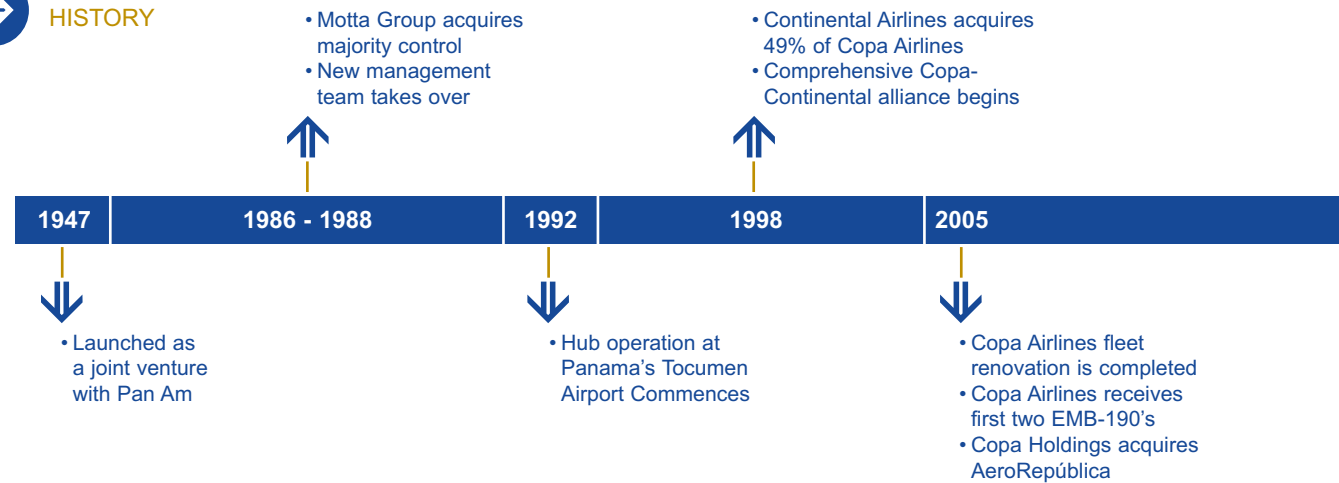 HISTORY
• Motta Group acquires
majority control
• New management
team takes over
• Continental Airlines acquires
49% of Copa Airlines
• Comprehensive Copa-
Continental alliance begins
1947
1986 - 1988
1992
1998
2005
• Launched as
a joint venture
with Pan Am
• Hub operation at
Panama's Tocumen
Airport Commences
• Copa Airlines fleet
renovation is completed
• Copa Airlines receives
first two EMB-190's
• Copa Holdings acquires
AeroRepública